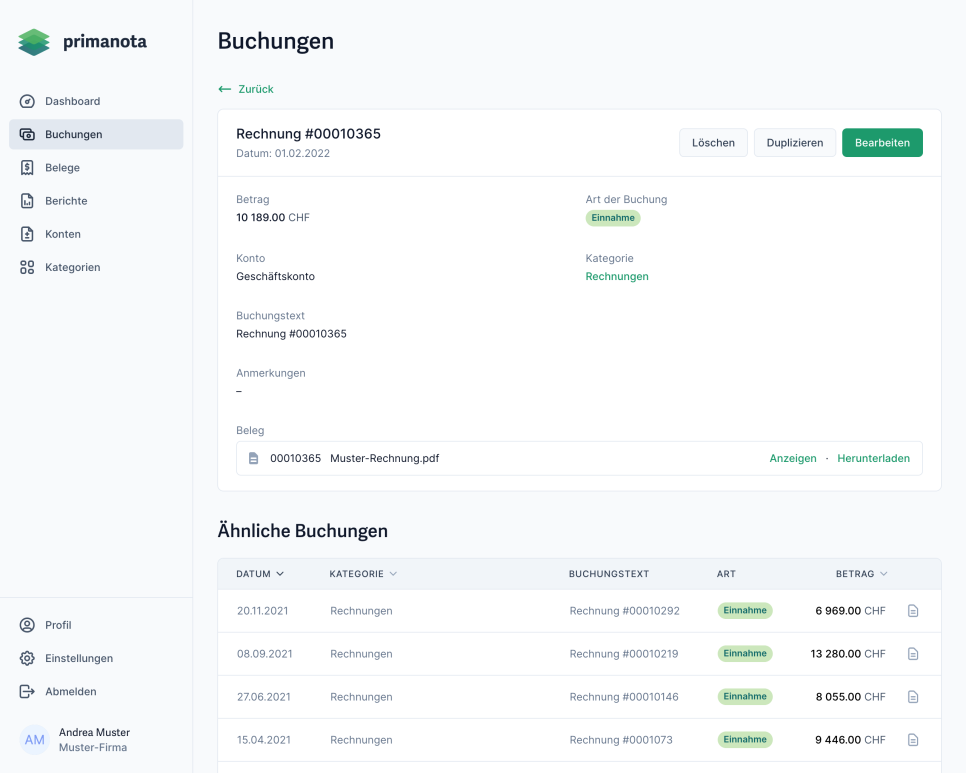 primanota
Dashboard
Buchungen
Belege
Berichte
Konten
Kategorien
Profil
Einstellungen
Abmelden
AM
Andrea Muster
Muster-Firma
Buchungen
← Zurück
Rechnung #00010365
Datum: 01.02.2022
Löschen
Duplizieren
Bearbeiten
Betrag
10 189.00 CHF
Art der Buchung
Einnahme
Konto
Geschäftskonto
Kategorie
Rechnungen
Buchungstext
Rechnung #00010365
Anmerkungen
–
Beleg
00010365 Muster-Rechnung.pdf Anzeigen · Herunterladen
Ähnliche Buchungen
DATUM KATEGORIE BUCHUNGSTEXT ART BETRAG
20.11.2021 Rechnungen Rechnung #00010292 Einnahme 6 969.00 CHF
08.09.2021 Rechnungen Rechnung #00010219 Einnahme 13 280.00 CHF
27.06.2021 Rechnungen Rechnung #00010146 Einnahme 8 055.00 CHF
15.04.2021 Rechnungen Rechnung #0001073 Einnahme 9 446.00 CHF